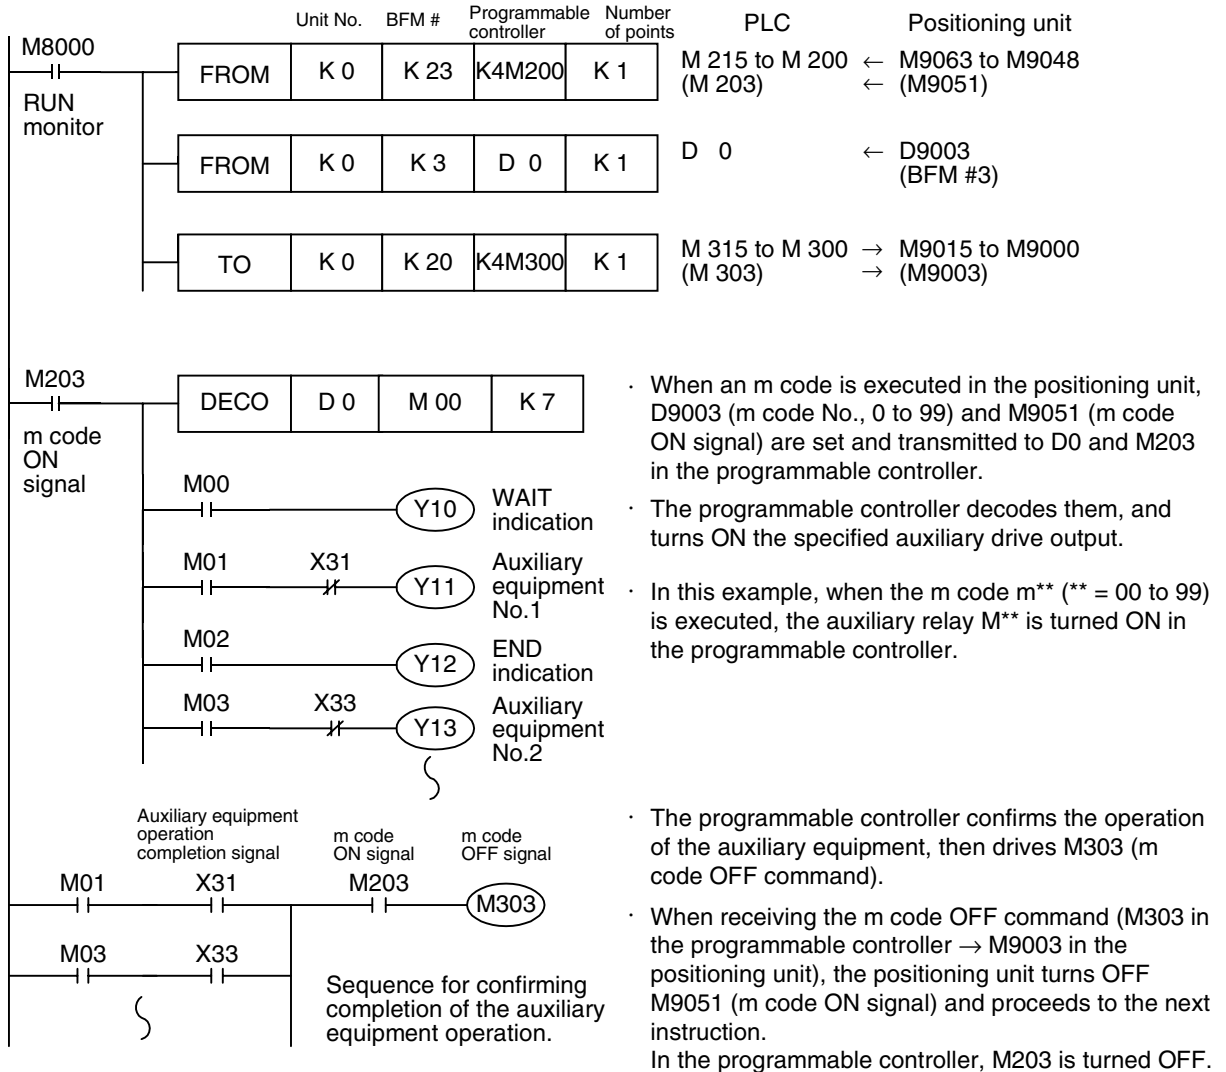 Unit No. BFM # Programmable controller Number of points PLC Positioning unit
M8000
RUN monitor
FROM K 0 K 23 K4M200 K 1
M 215 to M 200 ← M9063 to M9048
(M 203) ← (M9051)
FROM K 0 K 3 D 0 K 1
D 0 ← D9003
(BFM #3)
TO K 0 K 20 K4M300 K 1
M 315 to M 300 → M9015 to M9000
(M 303) → (M9003)
M203
m code
ON
signal
DECO D 0 M 00 K 7
M00 Y10 WAIT indication
M01 X31 Y11 Auxiliary equipment No.1
M02 Y12 END indication
M03 X33 Y13 Auxiliary equipment No.2
· When an m code is executed in the positioning unit,
D9003 (m code No., 0 to 99) and M9051 (m code
ON signal) are set and transmitted to D0 and M203
in the programmable controller.
· The programmable controller decodes them, and
turns ON the specified auxiliary drive output.
· In this example, when the m code m** (** = 00 to 99)
is executed, the auxiliary relay M** is turned ON in
the programmable controller.
Auxiliary equipment
operation
completion signal
m code
ON signal
m code
OFF signal
M01 X31 M203 M303
M03 X33
Sequence for confirming
completion of the auxiliary
equipment operation.
· The programmable controller confirms the operation
of the auxiliary equipment, then drives M303 (m
code OFF command).
· When receiving the m code OFF command (M303 in
the programmable controller → M9003 in the
positioning unit), the positioning unit turns OFF
M9051 (m code ON signal) and proceeds to the next
instruction.
In the programmable controller, M203 is turned OFF.